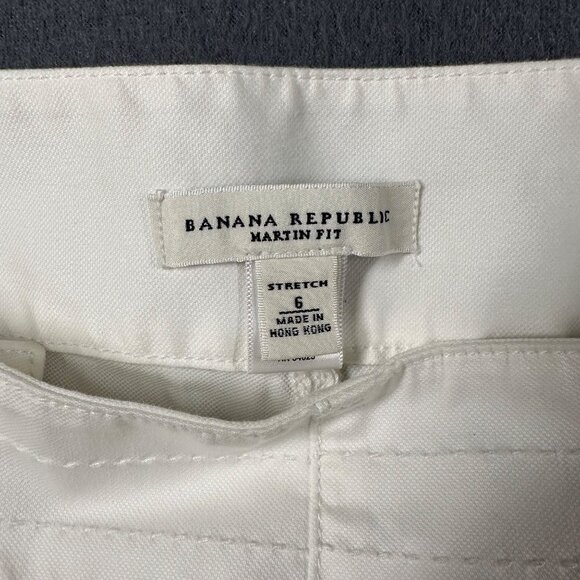 BANANA REPUBLIC
MARTIN FIT
STRETCH
6
MADE IN
HONG KONG